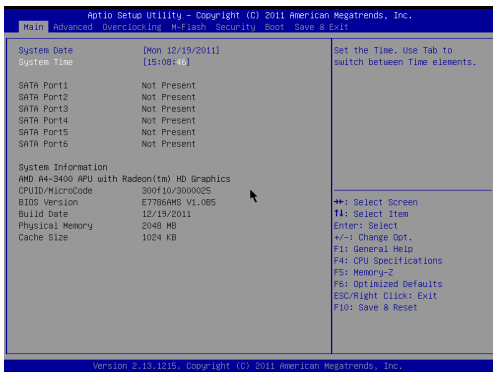 Aptio Setup Utility - Copyright (C) 2011 American Megatrends, Inc.
Main Advanced Overclocking M-Flash Security Boot Save & Exit
System Date [Mon 12/19/2011]
System Time [15:08:46]
SATA Port1 Not Present
SATA Port2 Not Present
SATA Port3 Not Present
SATA Port4 Not Present
SATA Port5 Not Present
SATA Port6 Not Present
System Information
AMD A4-3400 APU with Radeon(tm) HD Graphics
CPUID/MicroCode 300f10/3000025
BIOS Version E7786AMS V1.0B5
Build Date 12/19/2011
Physical Memory 2048 MB
Cache Size 1024 KB
Set the Time. Use Tab to
switch between Time elements.
→←: Select Screen
↑↓: Select Item
Enter: Select
+/-: Change Opt.
F1: General Help
F4: CPU Specifications
F5: Memory-Z
F6: Optimized Defaults
ESC/Right Click: Exit
F10: Save & Reset
Version 2.13.1215. Copyright (C) 2011 American Megatrends, Inc.